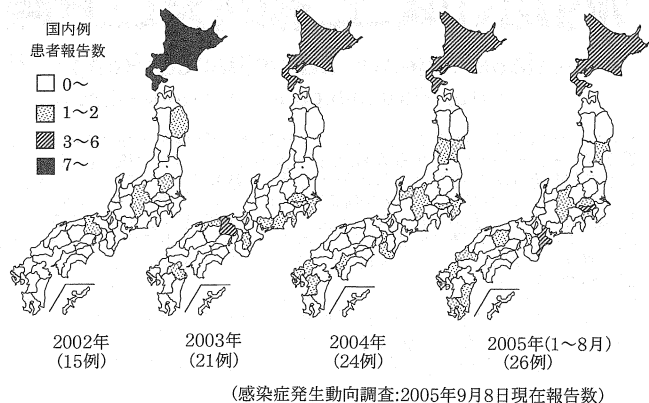 国内例
患者報告数
0～
1～2
3～6
7～
2002年
(15例)
2003年
(21例)
2004年
(24例)
2005年(1～8月)
(26例)
(感染症発生動向調査:2005年9月8日現在報告数)